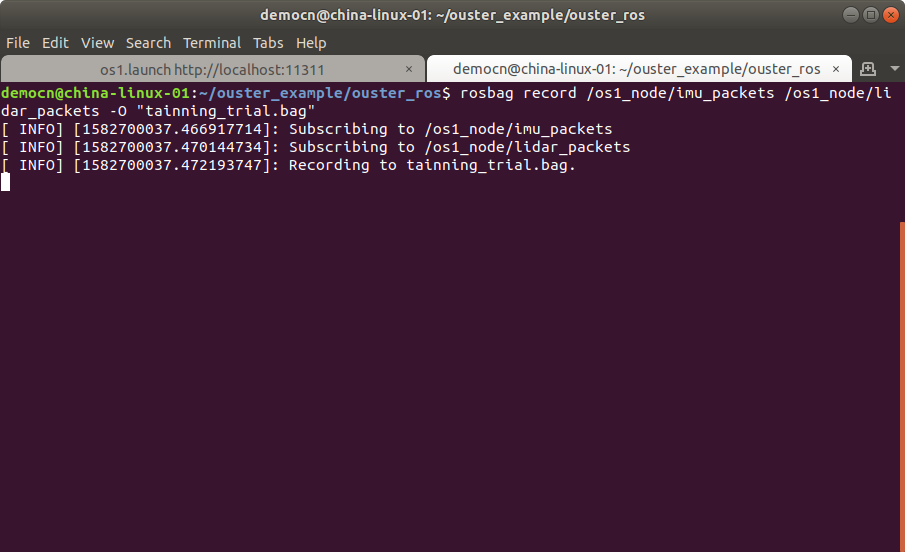 democn@china-linux-01: ~/ouster_example/ouster_ros
File Edit View Search Terminal Tabs Help
os1.launch http://localhost:11311 × democn@china-linux-01: ~/ouster_example/ouster_ros ×
democn@china-linux-01:~/ouster_example/ouster_ros$ rosbag record /os1_node/imu_packets /os1_node/li
dar_packets -O "tainning_trial.bag"
[ INFO] [1582700037.466917714]: Subscribing to /os1_node/imu_packets
[ INFO] [1582700037.470144734]: Subscribing to /os1_node/lidar_packets
[ INFO] [1582700037.472193747]: Recording to tainning_trial.bag.